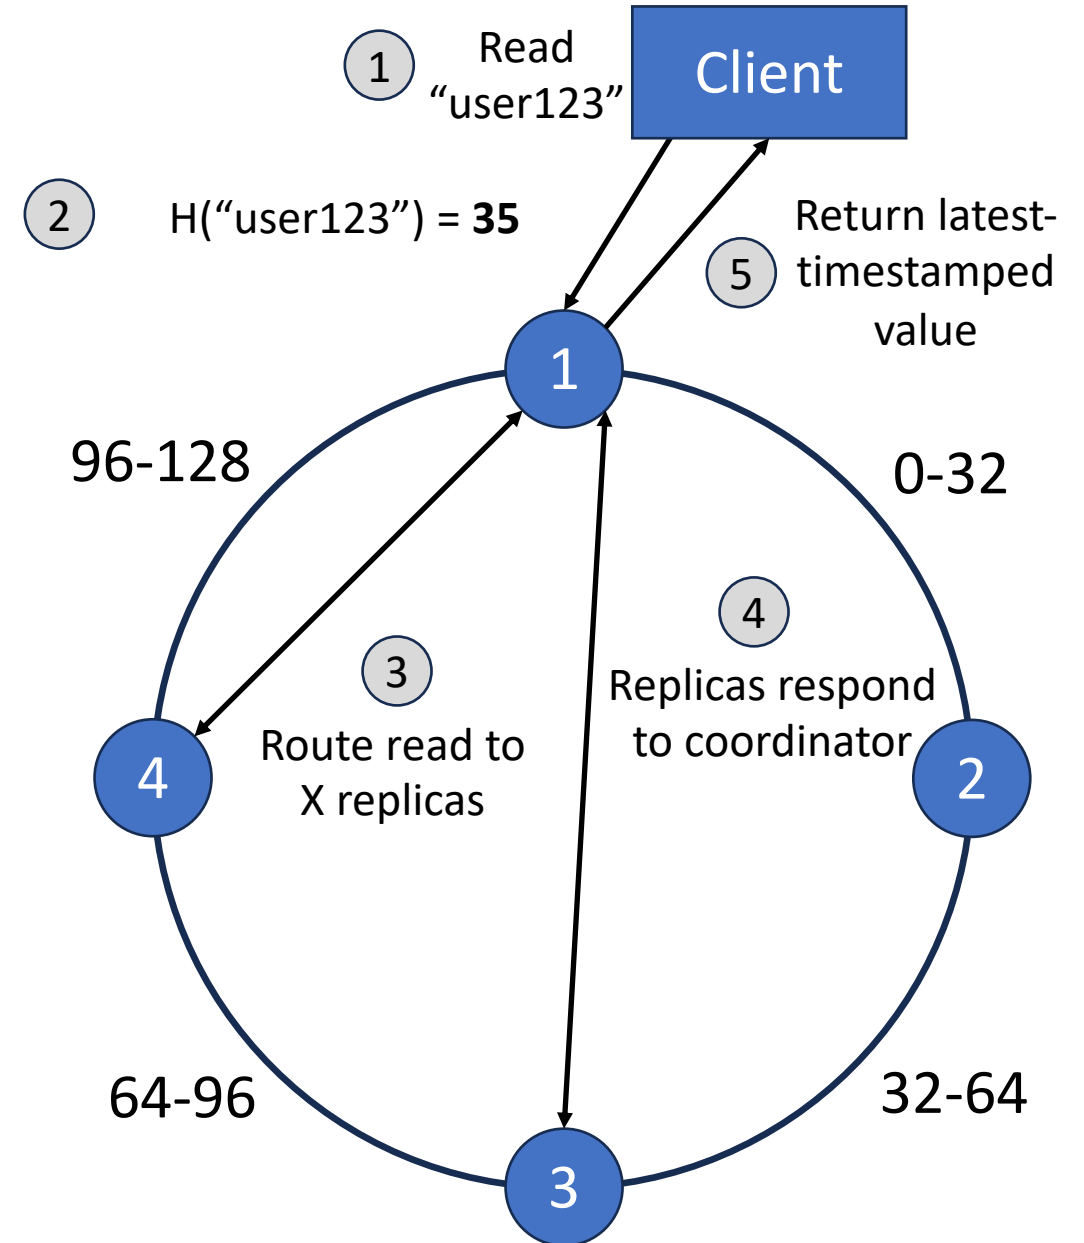 1
Read
“user123”
Client
2
H(“user123”) = 35
5
Return latest-
timestamped
value
1
96-128
0-32
4
Replicas respond
to coordinator
3
Route read to
X replicas
4
2
64-96
32-64
3